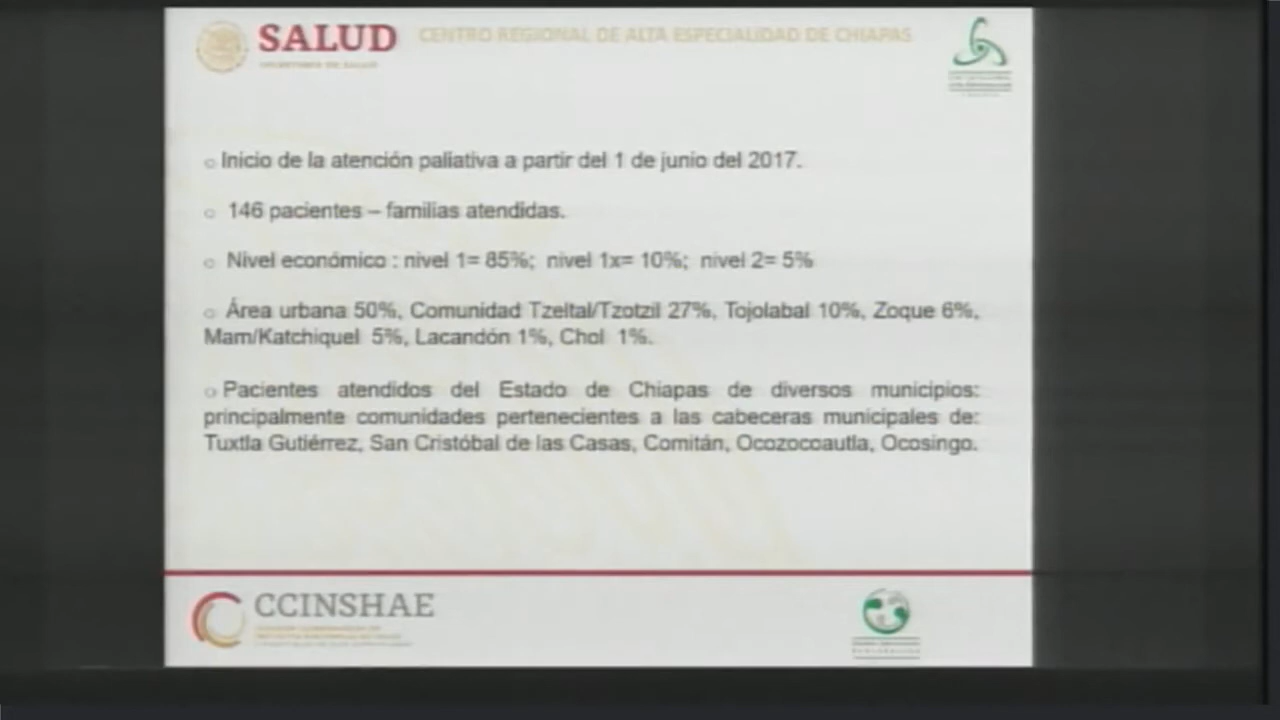 SALUD
SECRETARÍA DE SALUD
CENTRO REGIONAL DE ALTA ESPECIALIDAD DE CHIAPAS
○ Inicio de la atención paliativa a partir del 1 de junio del 2017.
○ 146 pacientes – familias atendidas.
○ Nivel económico : nivel 1= 85%; nivel 1x= 10%; nivel 2= 5%
○ Área urbana 50%, Comunidad Tzeltal/Tzotzil 27%, Tojolabal 10%, Zoque 6%,
Mam/Katchiquel 5%, Lacandón 1%, Chol 1%.
○ Pacientes atendidos del Estado de Chiapas de diversos municipios:
principalmente comunidades pertenecientes a las cabeceras municipales de:
Tuxtla Gutiérrez, San Cristóbal de las Casas, Comitán, Ocozocoautla, Ocosingo.
CCINSHAE